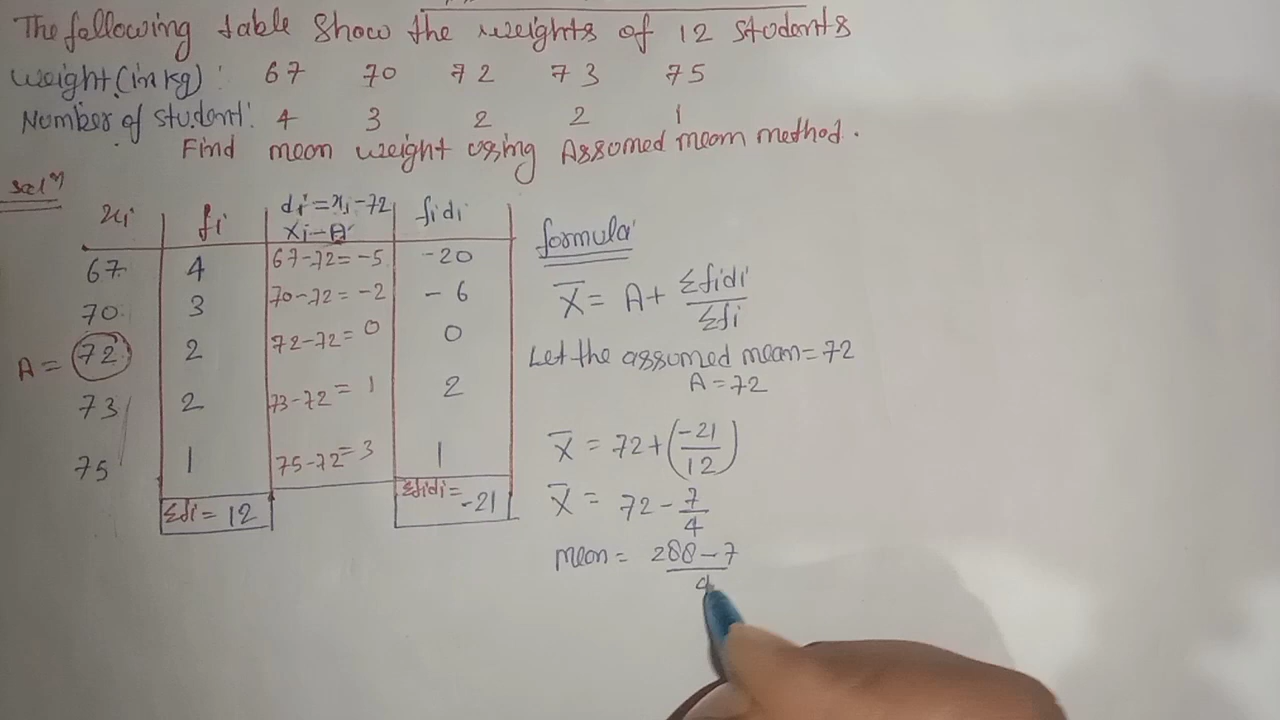 The following table Show the weights of 12 Students
Weight (in kg) : 67 70 72 73 75
Number of student: 4 3 2 2 1
Find mean weight using Assumed mean method.
Solⁿ
xi fi di = xi - 72 fidi
xi - A
67 4 67-72 = -5 -20
70 3 70-72 = -2 - 6
A = 72 2 72-72 = 0 0
73 2 73-72 = 1 2
75 1 75-72 = 3 1
Σfi = 12 Σfidi = -21
formula
X̄ = A + Σfidi / Σfi
Let the assumed mean = 72
A = 72
X̄ = 72 + (-21/12)
X̄ = 72 - 7/4
mean = 288 - 7 / 4